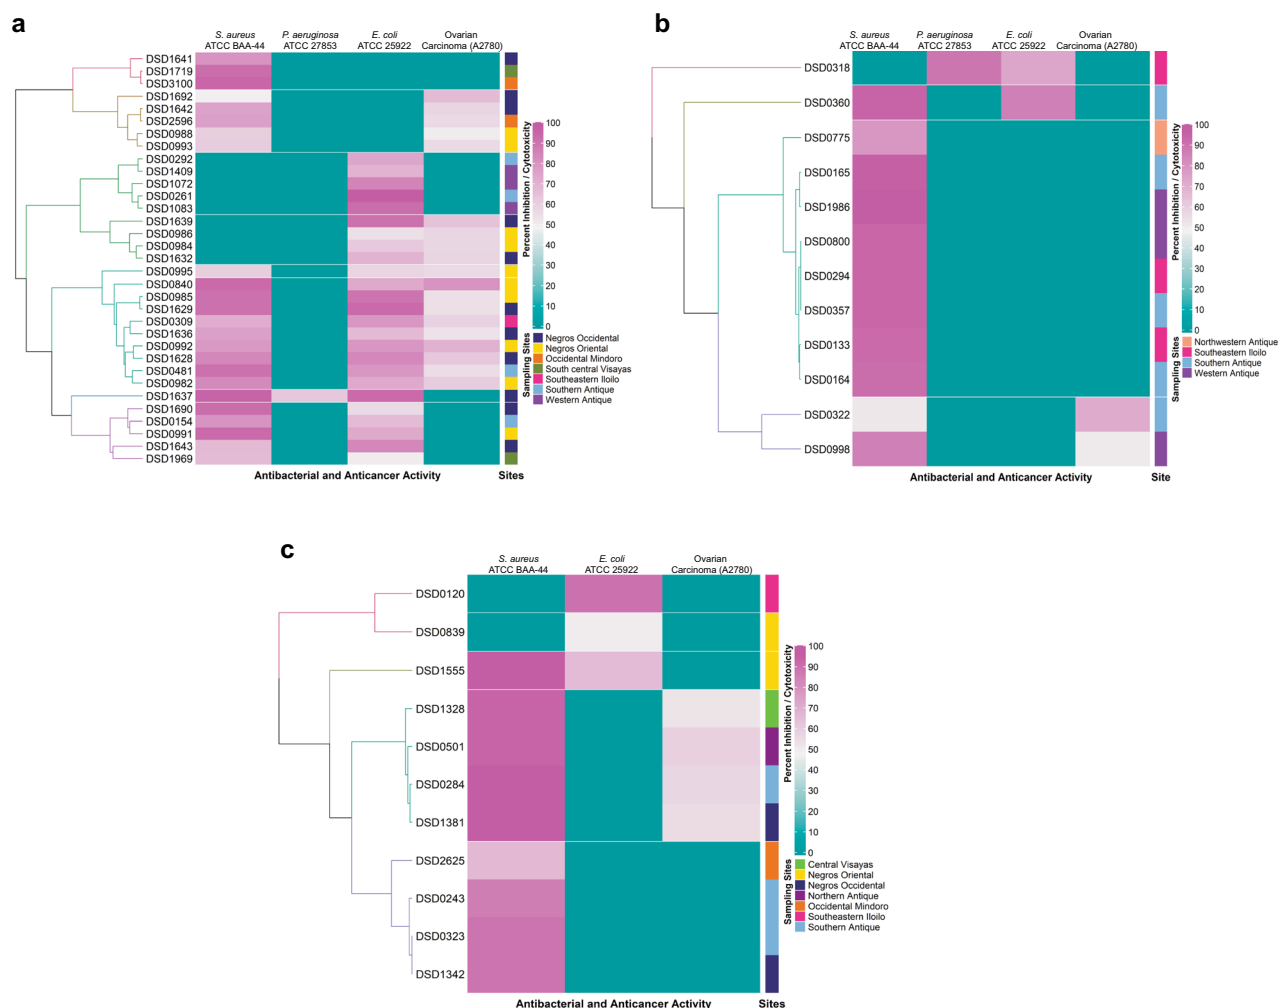 a
S. aureus
ATCC BAA-44
P. aeruginosa
ATCC 27853
E. coli
ATCC 25922
Ovarian
Carcinoma (A2780)
DSD1641
DSD1719
DSD3100
DSD1692
DSD1642
DSD2596
DSD0988
DSD0993
DSD0292
DSD1409
DSD1072
DSD0261
DSD1083
DSD1639
DSD0986
DSD0984
DSD1632
DSD0995
DSD0840
DSD0985
DSD1629
DSD0309
DSD1636
DSD0992
DSD1628
DSD0481
DSD0982
DSD1637
DSD1690
DSD0154
DSD0991
DSD1643
DSD1969
Antibacterial and Anticancer Activity
Sites
Percent Inhibition / Cytotoxicity
100
90
80
70
60
50
40
30
20
10
0
Sampling Sites
Negros Occidental
Negros Oriental
Occidental Mindoro
South central Visayas
Southeastern Iloilo
Southern Antique
Western Antique
b
S. aureus
ATCC BAA-44
P. aeruginosa
ATCC 27853
E. coli
ATCC 25922
Ovarian
Carcinoma (A2780)
DSD0318
DSD0360
DSD0775
DSD0165
DSD1986
DSD0800
DSD0294
DSD0357
DSD0133
DSD0164
DSD0322
DSD0998
Antibacterial and Anticancer Activity
Site
Percent Inhibition / Cytotoxicity
100
90
80
70
60
50
40
30
20
10
0
Sampling Sites
Northwestern Antique
Southeastern Iloilo
Southern Antique
Western Antique
c
S. aureus
ATCC BAA-44
E. coli
ATCC 25922
Ovarian
Carcinoma (A2780)
DSD0120
DSD0839
DSD1555
DSD1328
DSD0501
DSD0284
DSD1381
DSD2625
DSD0243
DSD0323
DSD1342
Antibacterial and Anticancer Activity
Sites
Percent Inhibition / Cytotoxicity
100
90
80
70
60
50
40
30
20
10
0
Sampling Sites
Central Visayas
Negros Oriental
Negros Occidental
Northern Antique
Occidental Mindoro
Southeastern Iloilo
Southern Antique